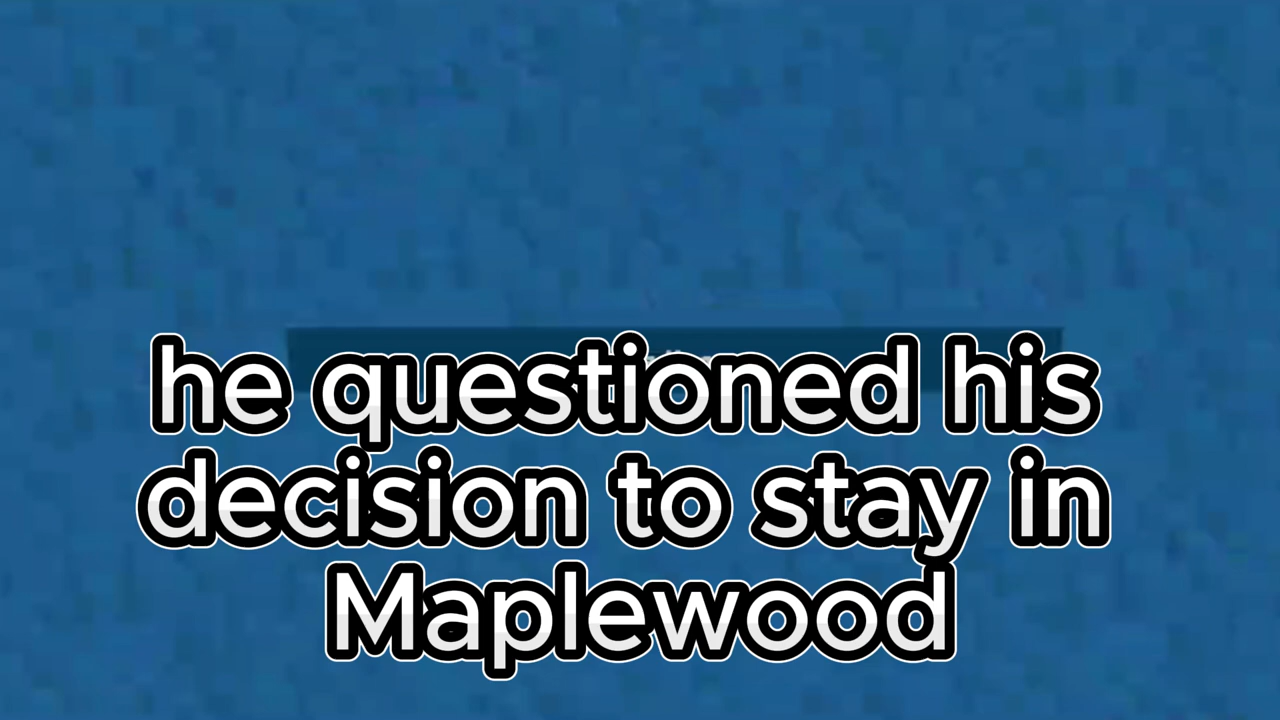 he questioned his
decision to stay in
Maplewood